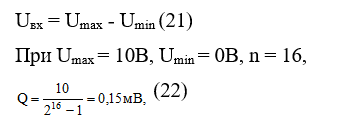 Uвх = Umax - Umin (21)
При Umax = 10В, Umin = 0В, n = 16,
Q = 10 / (2^16 − 1) = 0,15мВ, (22)